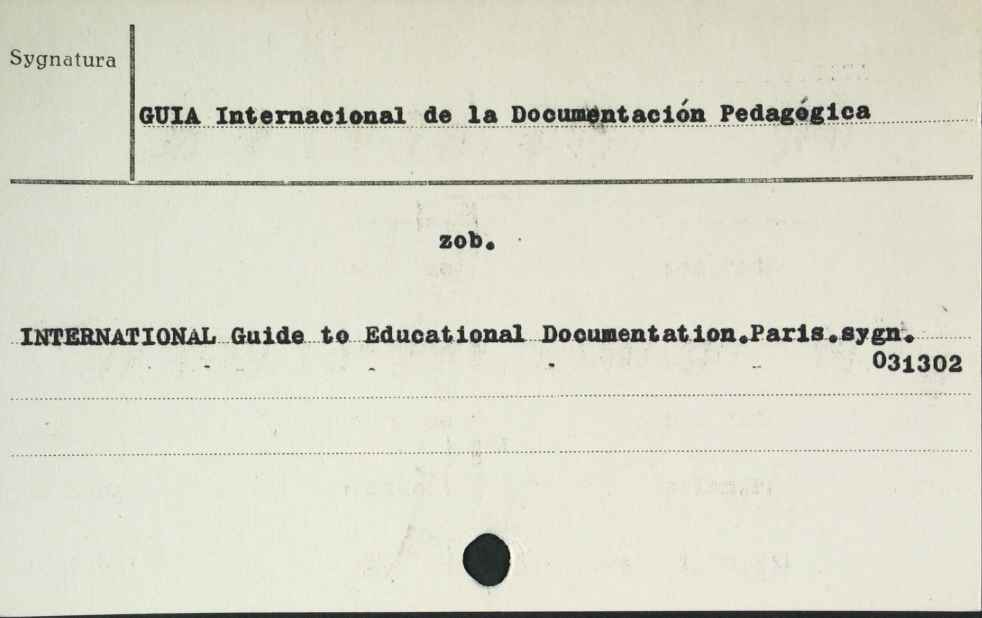 Sygnatura
GUIA Internacional de la Documentación Pedagógica
zob.
INTERNATIONAL Guide to Educational Documentation.Paris.sygn.
031302